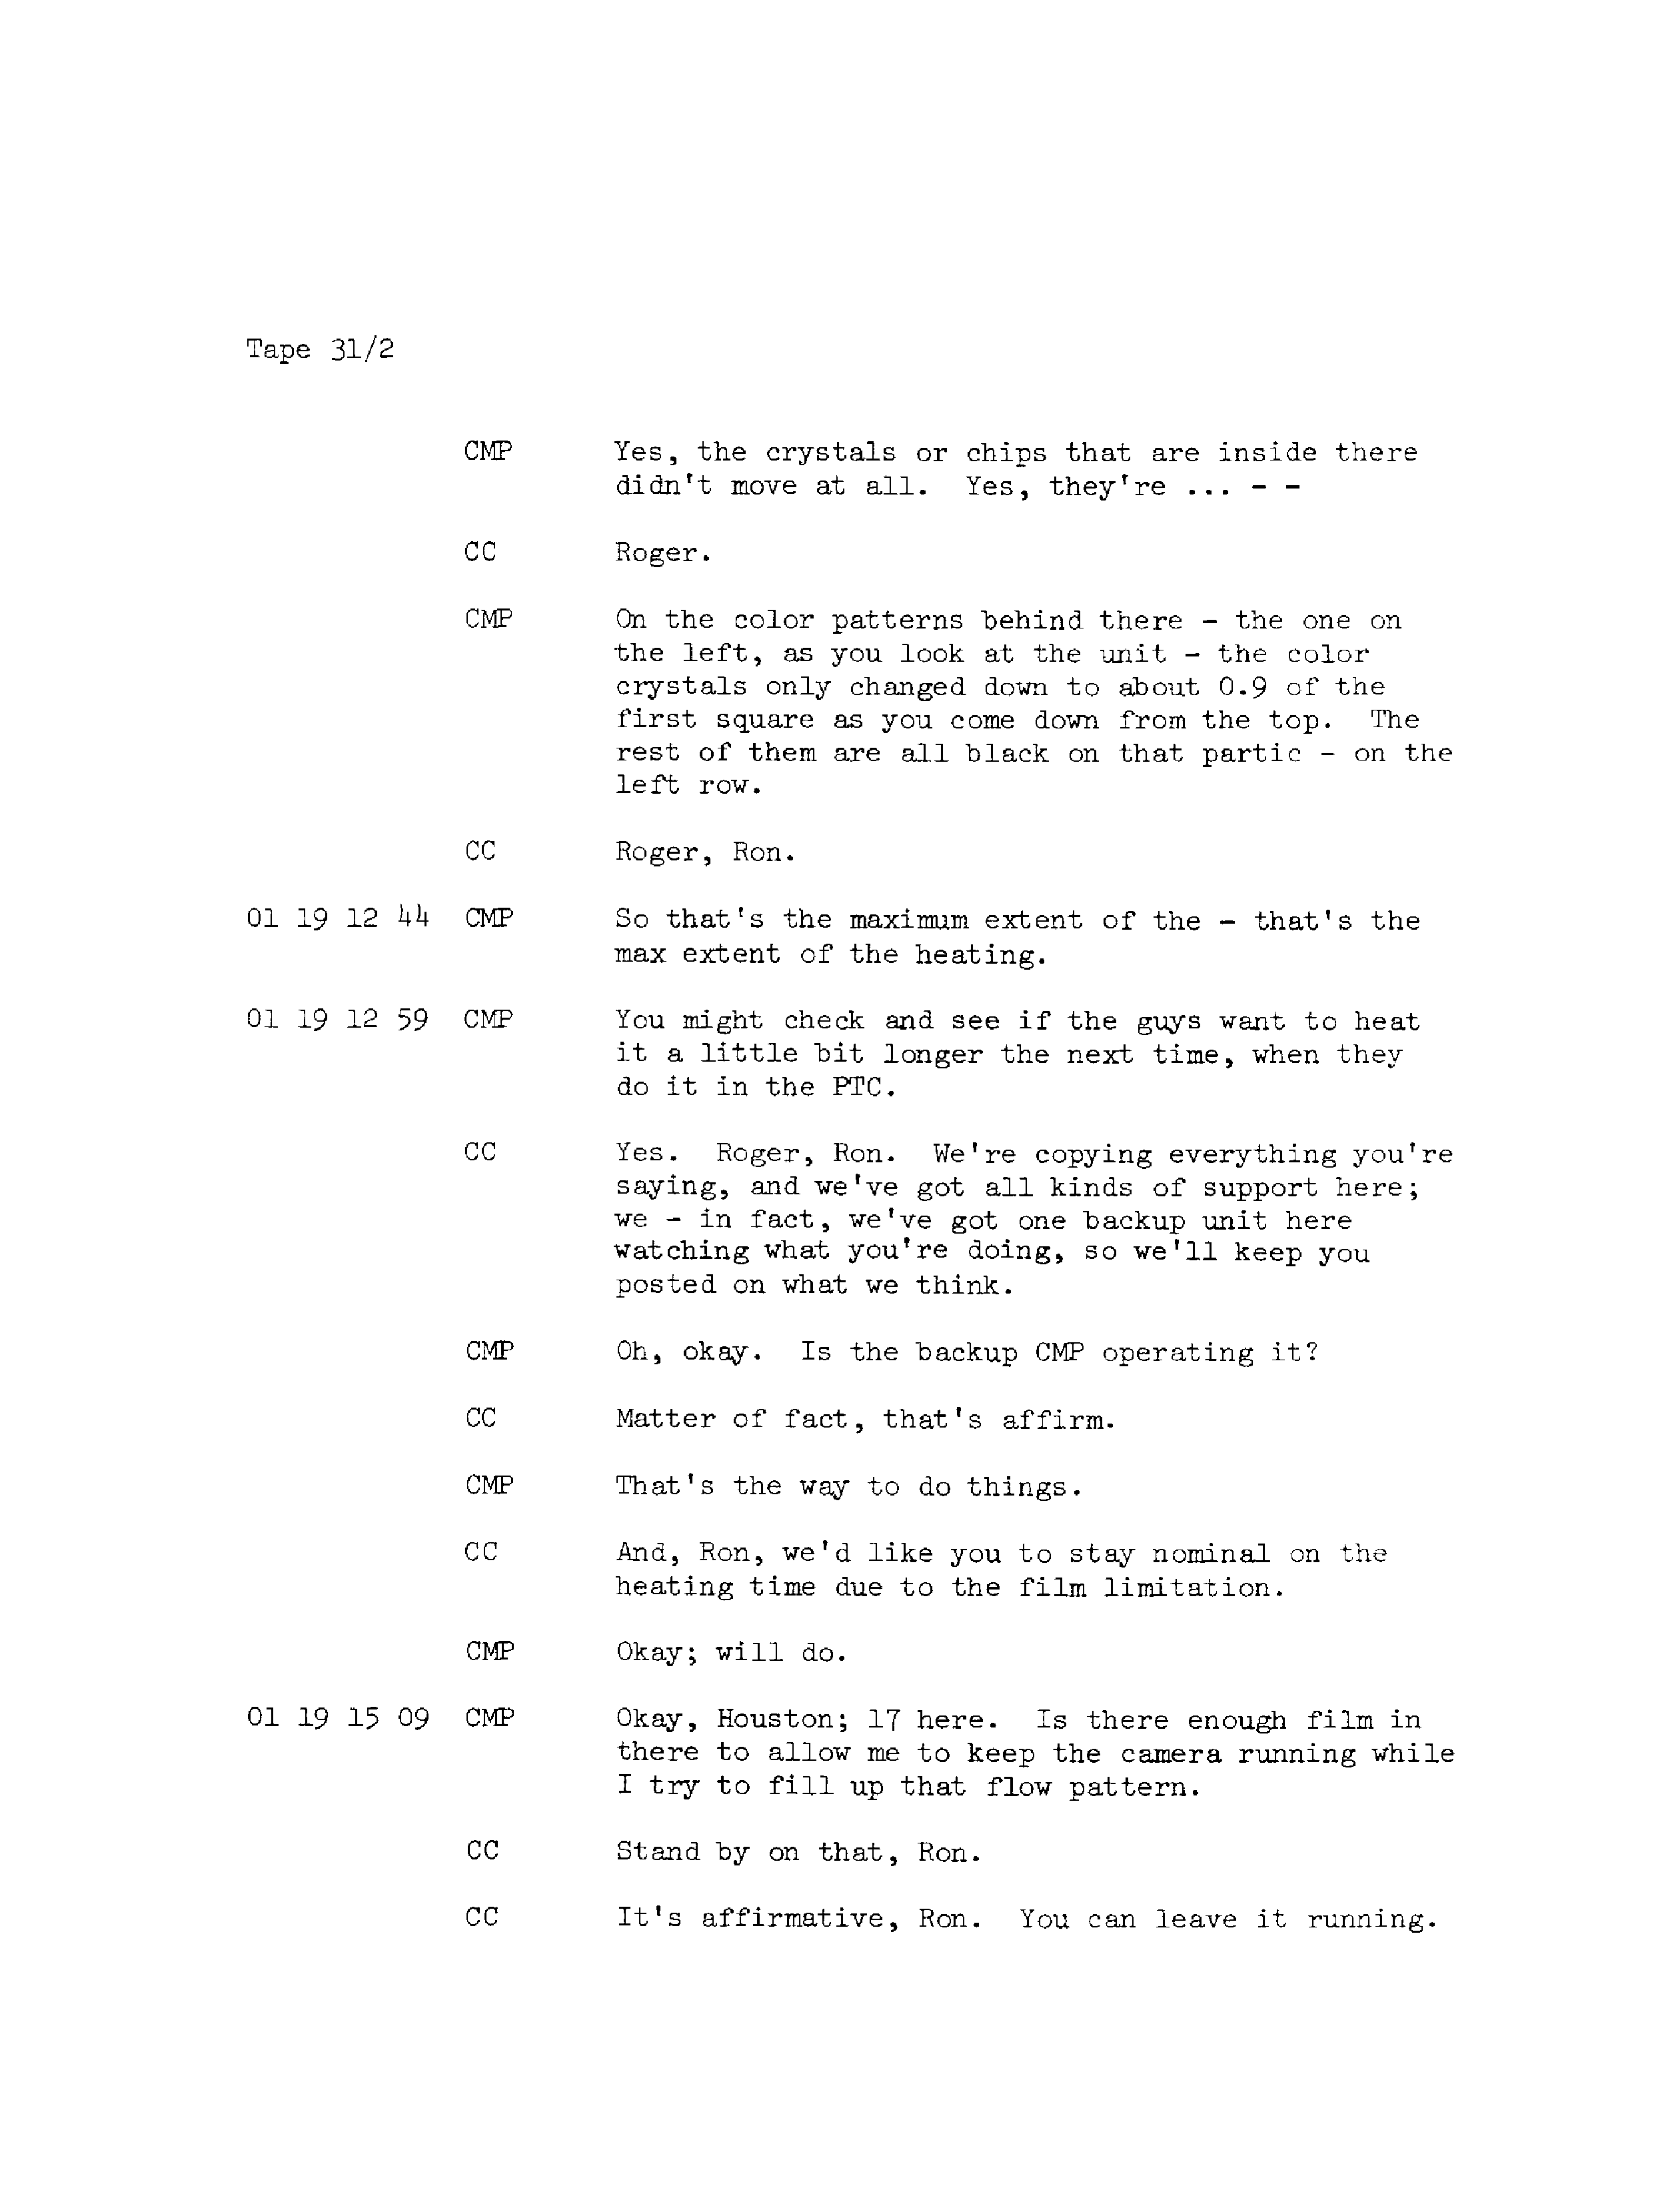 Tape 31/2
CMP Yes, the crystals or chips that are inside there
didn't move at all. Yes, they're ... - -
CC Roger.
CMP On the color patterns behind there - the one on
the left, as you look at the unit - the color
crystals only changed down to about 0.9 of the
first square as you come down from the top. The
rest of them are all black on that partic - on the
left row.
CC Roger, Ron.
01 19 12 44 CMP So that's the maximum extent of the - that's the
max extent of the heating.
01 19 12 59 CMP You might check and see if the guys want to heat
it a little bit longer the next time, when they
do it in the PTC.
CC Yes. Roger, Ron. We're copying everything you're
saying, and we've got all kinds of support here;
we - in fact, we've got one backup unit here
watching what you're doing, so we'll keep you
posted on what we think.
CMP Oh, okay. Is the backup CMP operating it?
CC Matter of fact, that's affirm.
CMP That's the way to do things.
CC And, Ron, we'd like you to stay nominal on the
heating time due to the film limitation.
CMP Okay; will do.
01 19 15 09 CMP Okay, Houston; 17 here. Is there enough film in
there to allow me to keep the camera running while
I try to fill up that flow pattern.
CC Stand by on that, Ron.
CC It's affirmative, Ron. You can leave it running.